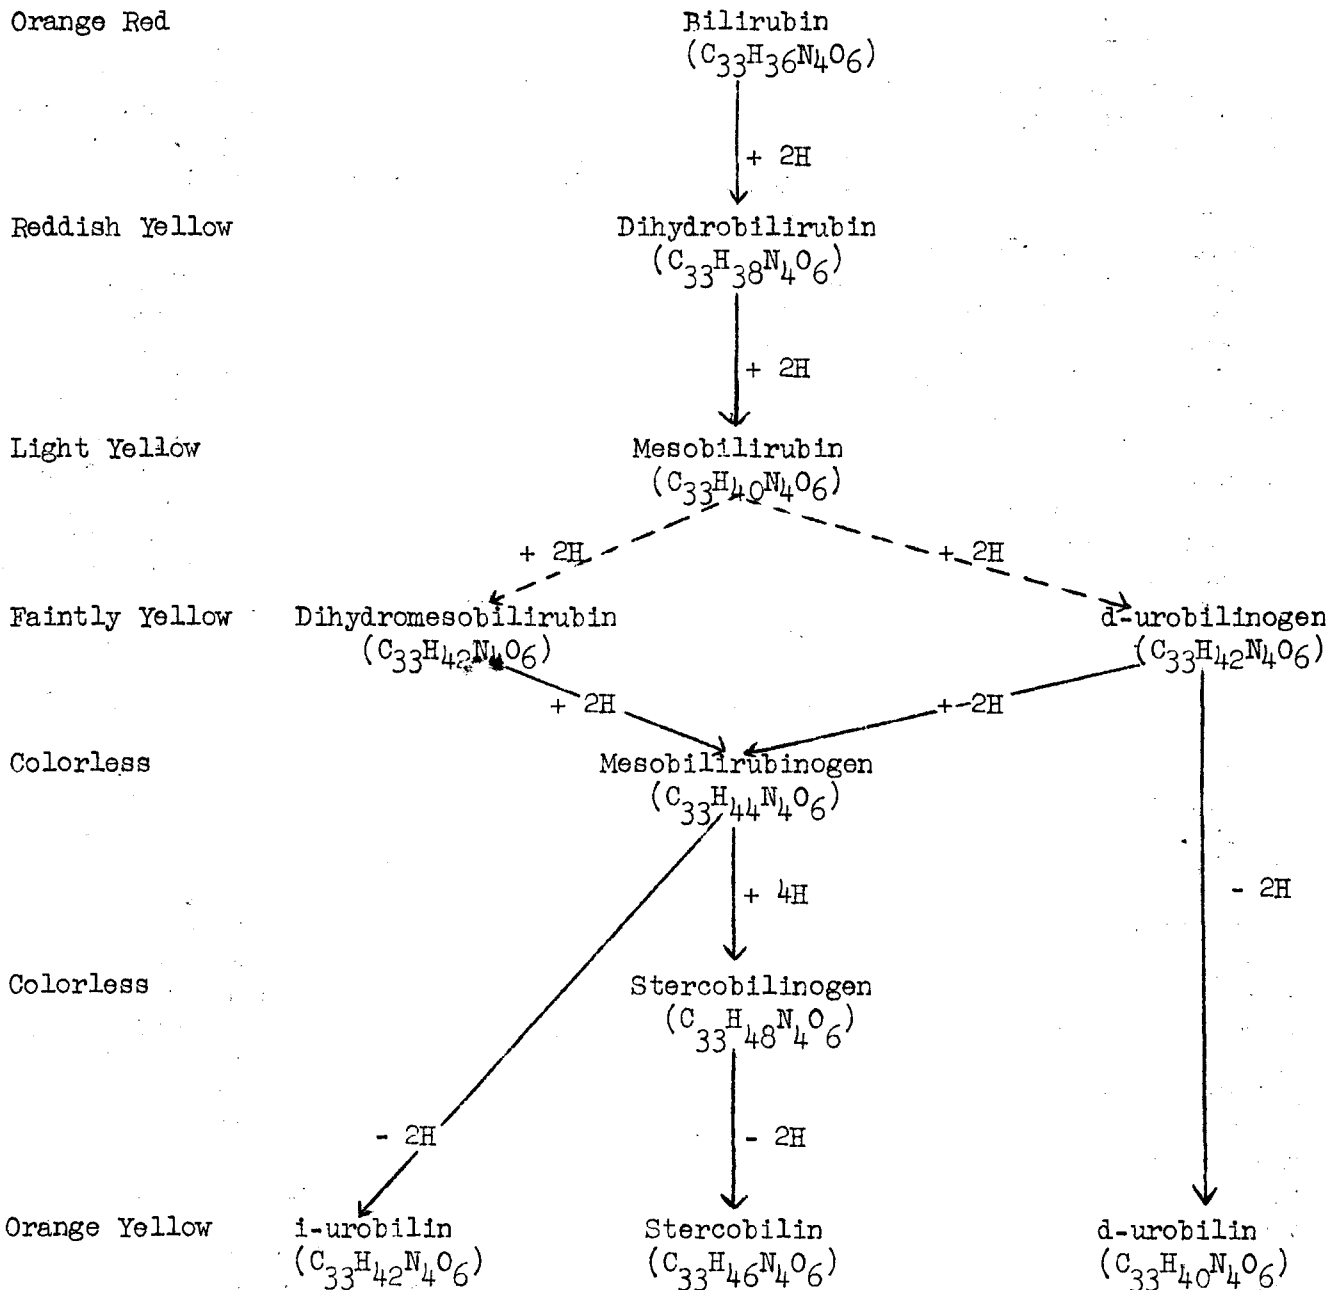 Orange Red Bilirubin
(C33H36N4O6)
+ 2H
Reddish Yellow Dihydrobilirubin
(C33H38N4O6)
+ 2H
Light Yellow Mesobilirubin
(C33H40N4O6)
+ 2H + 2H
Faintly Yellow Dihydromesobilirubin d-urobilinogen
(C33H42N4O6) (C33H42N4O6)
+ 2H +-2H
Colorless Mesobilirubinogen
(C33H44N4O6)
+ 4H - 2H
Colorless Stercobilinogen
(C33H48N4O6)
- 2H - 2H
Orange Yellow i-urobilin Stercobilin d-urobilin
(C33H42N4O6) (C33H46N4O6) (C33H40N4O6)